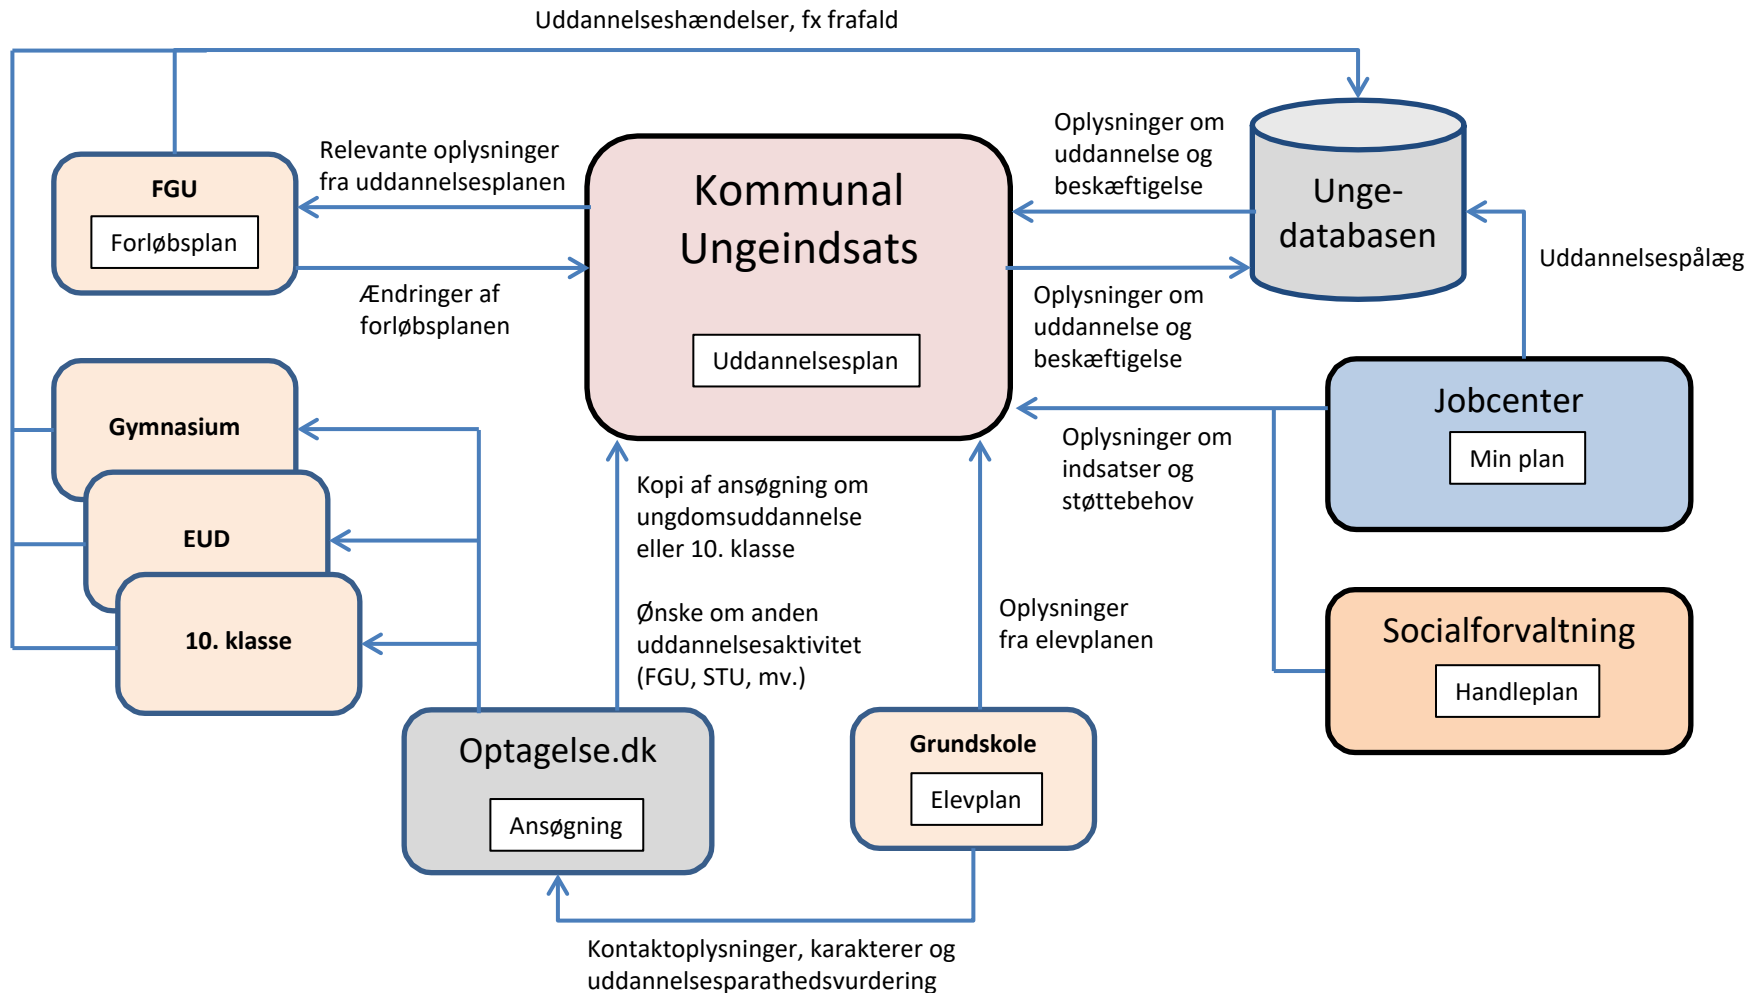 Uddannelseshændelser, fx frafald
FGU
Forløbsplan
Relevante oplysninger
fra uddannelsesplanen
Ændringer af
forløbsplanen
Kommunal
Ungeindsats
Uddannelsesplan
Oplysninger om
uddannelse og
beskæftigelse
Oplysninger om
uddannelse og
beskæftigelse
Unge-
databasen
Uddannelsespålæg
Gymnasium
EUD
10. klasse
Kopi af ansøgning om
ungdomsuddannelse
eller 10. klasse
Ønske om anden
uddannelsesaktivitet
(FGU, STU, mv.)
Oplysninger
fra elevplanen
Oplysninger om
indsatser og
støttebehov
Jobcenter
Min plan
Socialforvaltning
Handleplan
Optagelse.dk
Ansøgning
Grundskole
Elevplan
Kontaktoplysninger, karakterer og
uddannelsesparathedsvurdering